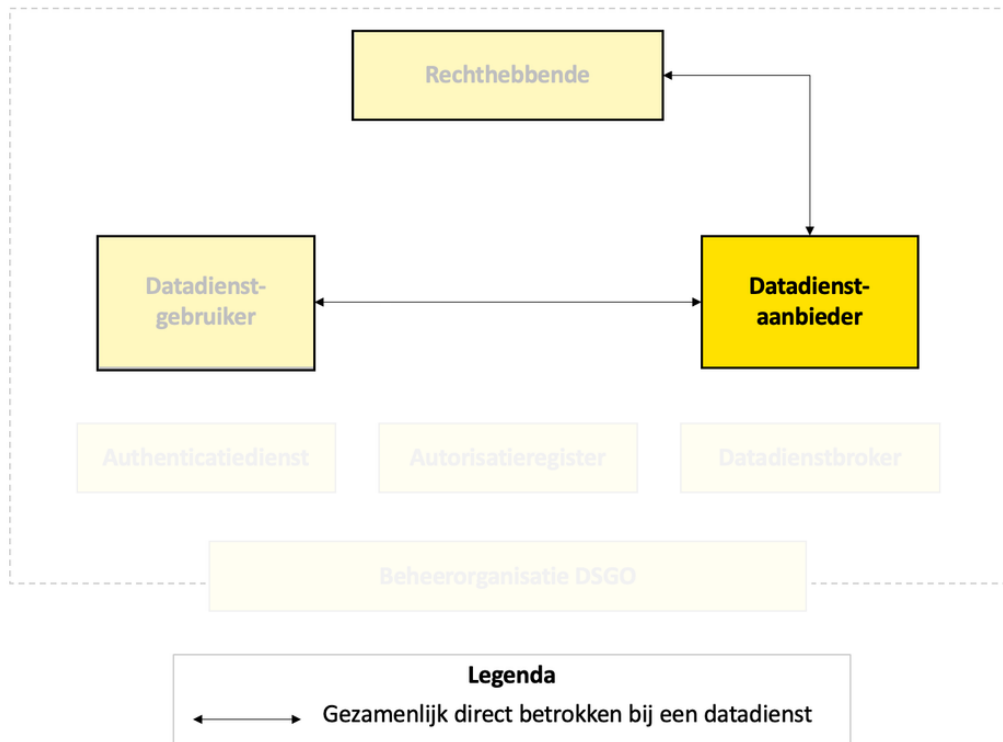 Rechthebbende
Datadienst-
gebruiker
Datadienst-
aanbieder
Authenticatiedienst
Autorisatieregister
Datadienstbroker
Beheerorganisatie DSGO
Legenda
Gezamenlijk direct betrokken bij een datadienst